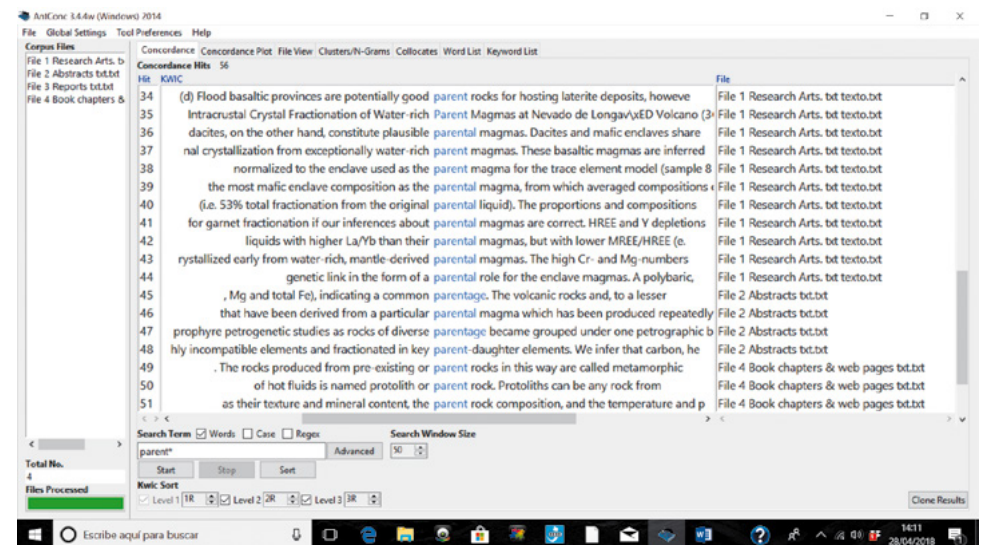 AntConc 3.4.4w (Windows) 2014
File Global Settings Tool Preferences Help
Corpus Files
File 1 Research Arts. t
File 2 Abstracts txt.txt
File 3 Reports txt.txt
File 4 Book chapters &
Concordance Concordance Plot File View Clusters/N-Grams Collocates Word List Keyword List
Concordance Hits 56
Hit KWIC File
34 (d) Flood basaltic provinces are potentially good parent rocks for hosting laterite deposits, howeve File 1 Research Arts. txt texto.txt
35 Intracrustal Crystal Fractionation of Water-rich Parent Magmas at Nevado de Longav\xED Volcano (3 File 1 Research Arts. txt texto.txt
36 dacites, on the other hand, constitute plausible parental magmas. Dacites and mafic enclaves share File 1 Research Arts. txt texto.txt
37 nal crystallization from exceptionally water-rich parent magmas. These basaltic magmas are inferred File 1 Research Arts. txt texto.txt
38 normalized to the enclave used as the parent magma for the trace element model (sample 8 File 1 Research Arts. txt texto.txt
39 the most mafic enclave composition as the parental magma, from which averaged compositions File 1 Research Arts. txt texto.txt
40 (i.e. 53% total fractionation from the original parental liquid). The proportions and compositions File 1 Research Arts. txt texto.txt
41 for garnet fractionation if our inferences about parental magmas are correct. HREE and Y depletions File 1 Research Arts. txt texto.txt
42 liquids with higher La/Yb than their parental magmas, but with lower MREE/HREE (e. File 1 Research Arts. txt texto.txt
43 rystallized early from water-rich, mantle-derived parental magmas. The high Cr- and Mg-numbers File 1 Research Arts. txt texto.txt
44 genetic link in the form of a parental role for the enclave magmas. A polybaric, File 1 Research Arts. txt texto.txt
45 , Mg and total Fe), indicating a common parentage. The volcanic rocks and, to a lesser File 2 Abstracts txt.txt
46 that have been derived from a particular parental magma which has been produced repeatedly File 2 Abstracts txt.txt
47 prophyre petrogenetic studies as rocks of diverse parentage became grouped under one petrographic b File 2 Abstracts txt.txt
48 hly incompatible elements and fractionated in key parent-daughter elements. We infer that carbon, he File 2 Abstracts txt.txt
49 . The rocks produced from pre-existing or parent rocks in this way are called metamorphic File 4 Book chapters & web pages txt.txt
50 of hot fluids is named protolith or parent rock. Protoliths can be any rock from File 4 Book chapters & web pages txt.txt
51 as their texture and mineral content, the parent rock composition, and the temperature and p File 4 Book chapters & web pages txt.txt
Search Term Words Case Regex Search Window Size
parent* Advanced 50
Start Stop Sort
Total No.
4
Files Processed
Kwic Sort
Level 1 1R Level 2 2R Level 3 3R Clone Results
Escribe aquí para buscar
14:11
28/04/2018